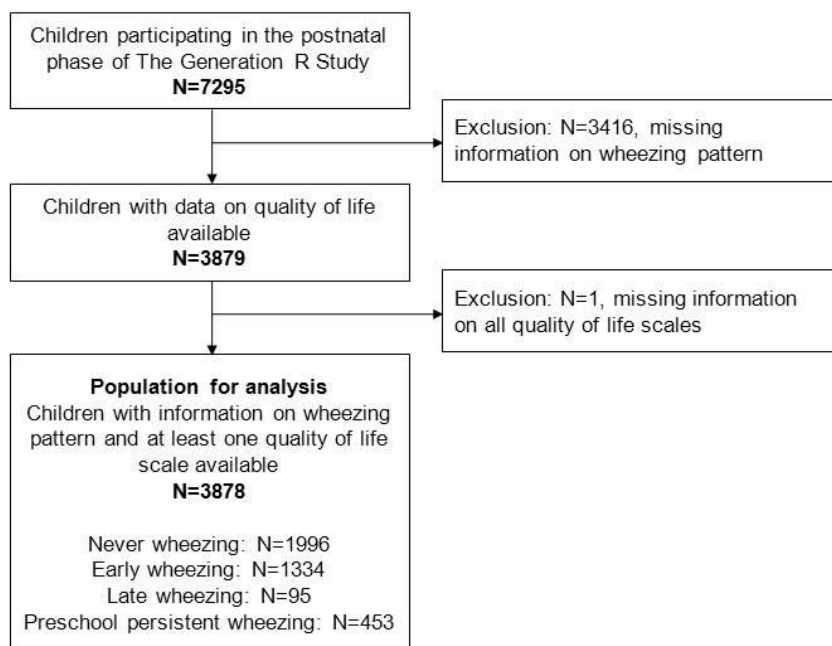 Children participating in the postnatal
phase of The Generation R Study
N=7295
Exclusion: N=3416, missing
information on wheezing pattern
Children with data on quality of life
available
N=3879
Exclusion: N=1, missing information
on all quality of life scales
Population for analysis
Children with information on wheezing
pattern and at least one quality of life
scale available
N=3878
Never wheezing: N=1996
Early wheezing: N=1334
Late wheezing: N=95
Preschool persistent wheezing: N=453